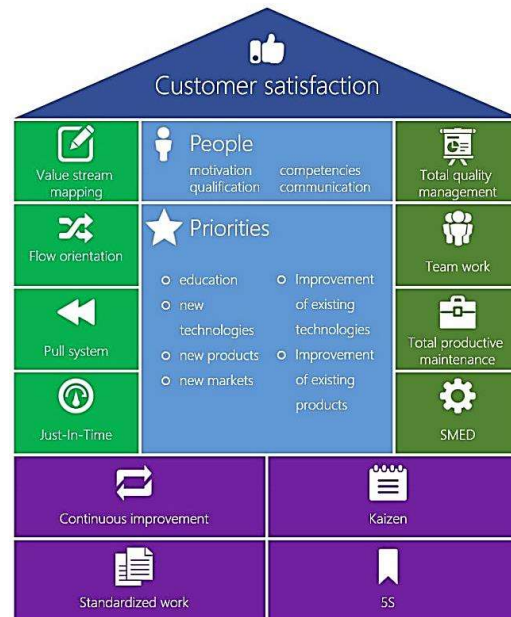 Customer satisfaction
Value stream
mapping
People
motivation competencies
qualification communication
Total quality
management
Flow orientation
Priorities
education
new
technologies
new products
new markets
Improvement
of existing
technologies
Improvement
of existing
products
Team work
Pull system
Total productive
maintenance
Just-In-Time
SMED
Continuous improvement
Kaizen
Standardized work
5S